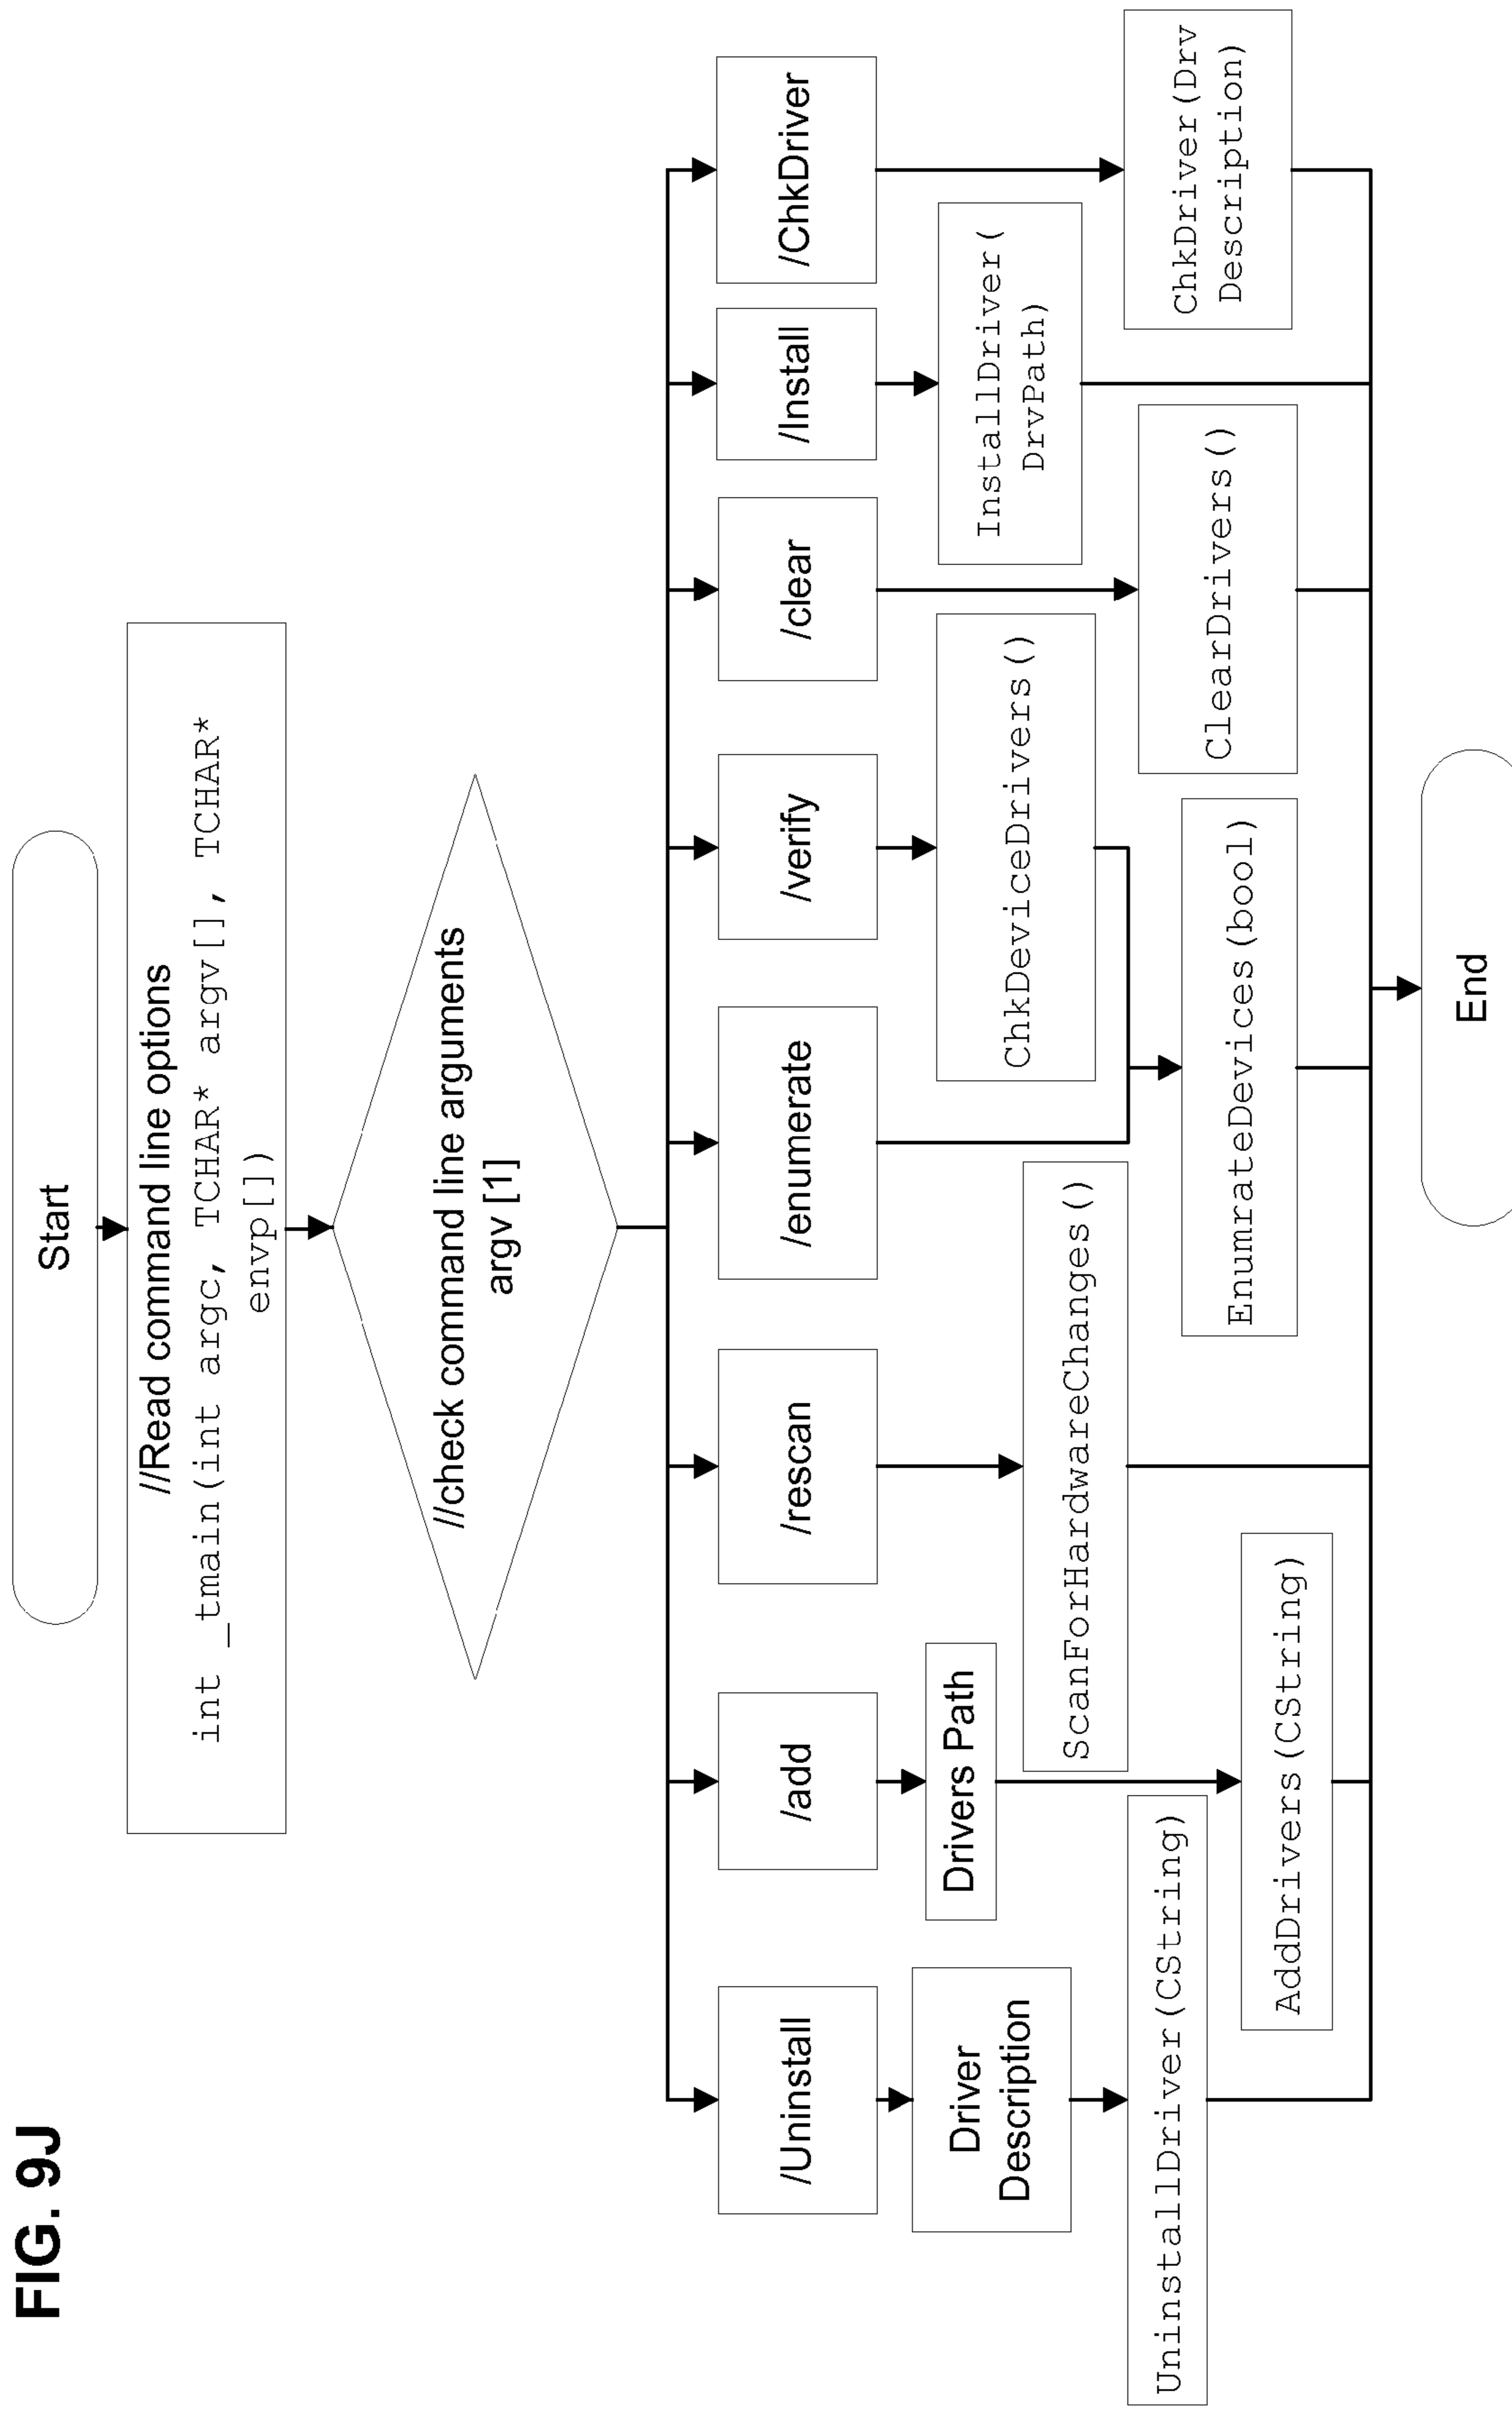 FIG. 9J
Start
//Read command line options
int _tmain(int argc, TCHAR* argv[], TCHAR*
envp[])
//check command line arguments
argv [1]
/Uninstall
/add
/rescan
/enumerate
/verify
/clear
/Install
/ChkDriver
Driver
Description
Drivers Path
ScanForHardwareChanges()
ChkDeviceDrivers()
InstallDriver(
DrvPath)
UninstallDriver(CString)
AddDrivers(CString)
EnumrateDevices(bool)
ClearDrivers()
ChkDriver(Drv
Description)
End